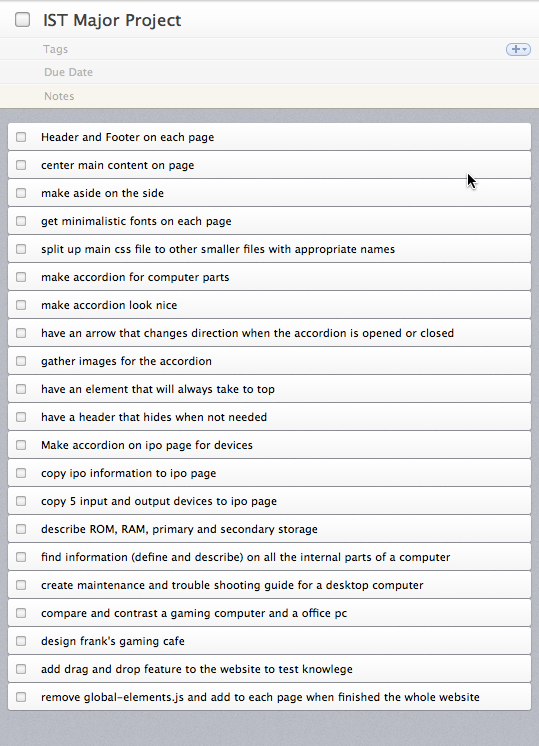 IST Major Project
Tags
Due Date
Notes
Header and Footer on each page
center main content on page
make aside on the side
get minimalistic fonts on each page
split up main css file to other smaller files with appropriate names
make accordion for computer parts
make accordion look nice
have an arrow that changes direction when the accordion is opened or closed
gather images for the accordion
have an element that will always take to top
have a header that hides when not needed
Make accordion on ipo page for devices
copy ipo information to ipo page
copy 5 input and output devices to ipo page
describe ROM, RAM, primary and secondary storage
find information (define and describe) on all the internal parts of a computer
create maintenance and trouble shooting guide for a desktop computer
compare and contrast a gaming computer and a office pc
design frank's gaming cafe
add drag and drop feature to the website to test knowlege
remove global-elements.js and add to each page when finished the whole website